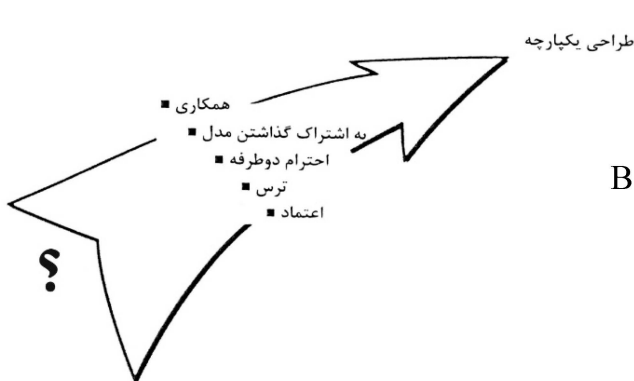 طراحی یکپارچه
همکاری ■
به اشتراک گذاشتن مدل ■
احترام دوطرفه ■
ترس ■
اعتماد ■
B
؟